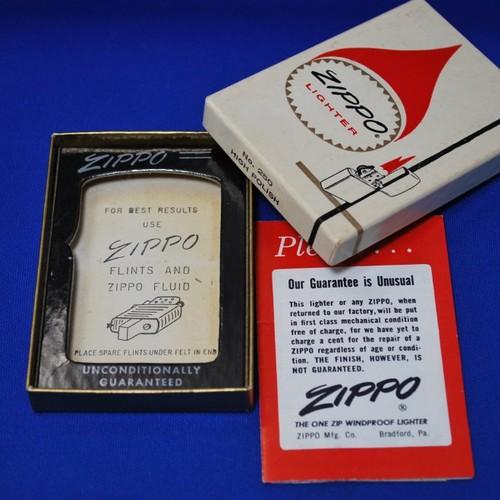 ZIPPO
LIGHTER
No. 250
HIGH POLISH
ZIPPO
FOR BEST RESULTS
USE
ZIPPO
FLINTS AND
ZIPPO FLUID
PLACE SPARE FLINTS UNDER FELT IN END
UNCONDITIONALLY
GUARANTEED
Our Guarantee is Unusual
This lighter or any ZIPPO, when
returned to our factory, will be put
in first class mechanical condition
free of charge, for we have yet to
charge a cent for the repair of a
ZIPPO regardless of age or condi-
tion. THE FINISH, HOWEVER, IS
NOT GUARANTEED.
ZIPPO
®
THE ONE ZIP WINDPROOF LIGHTER
ZIPPO Mfg. Co. Bradford, Pa.